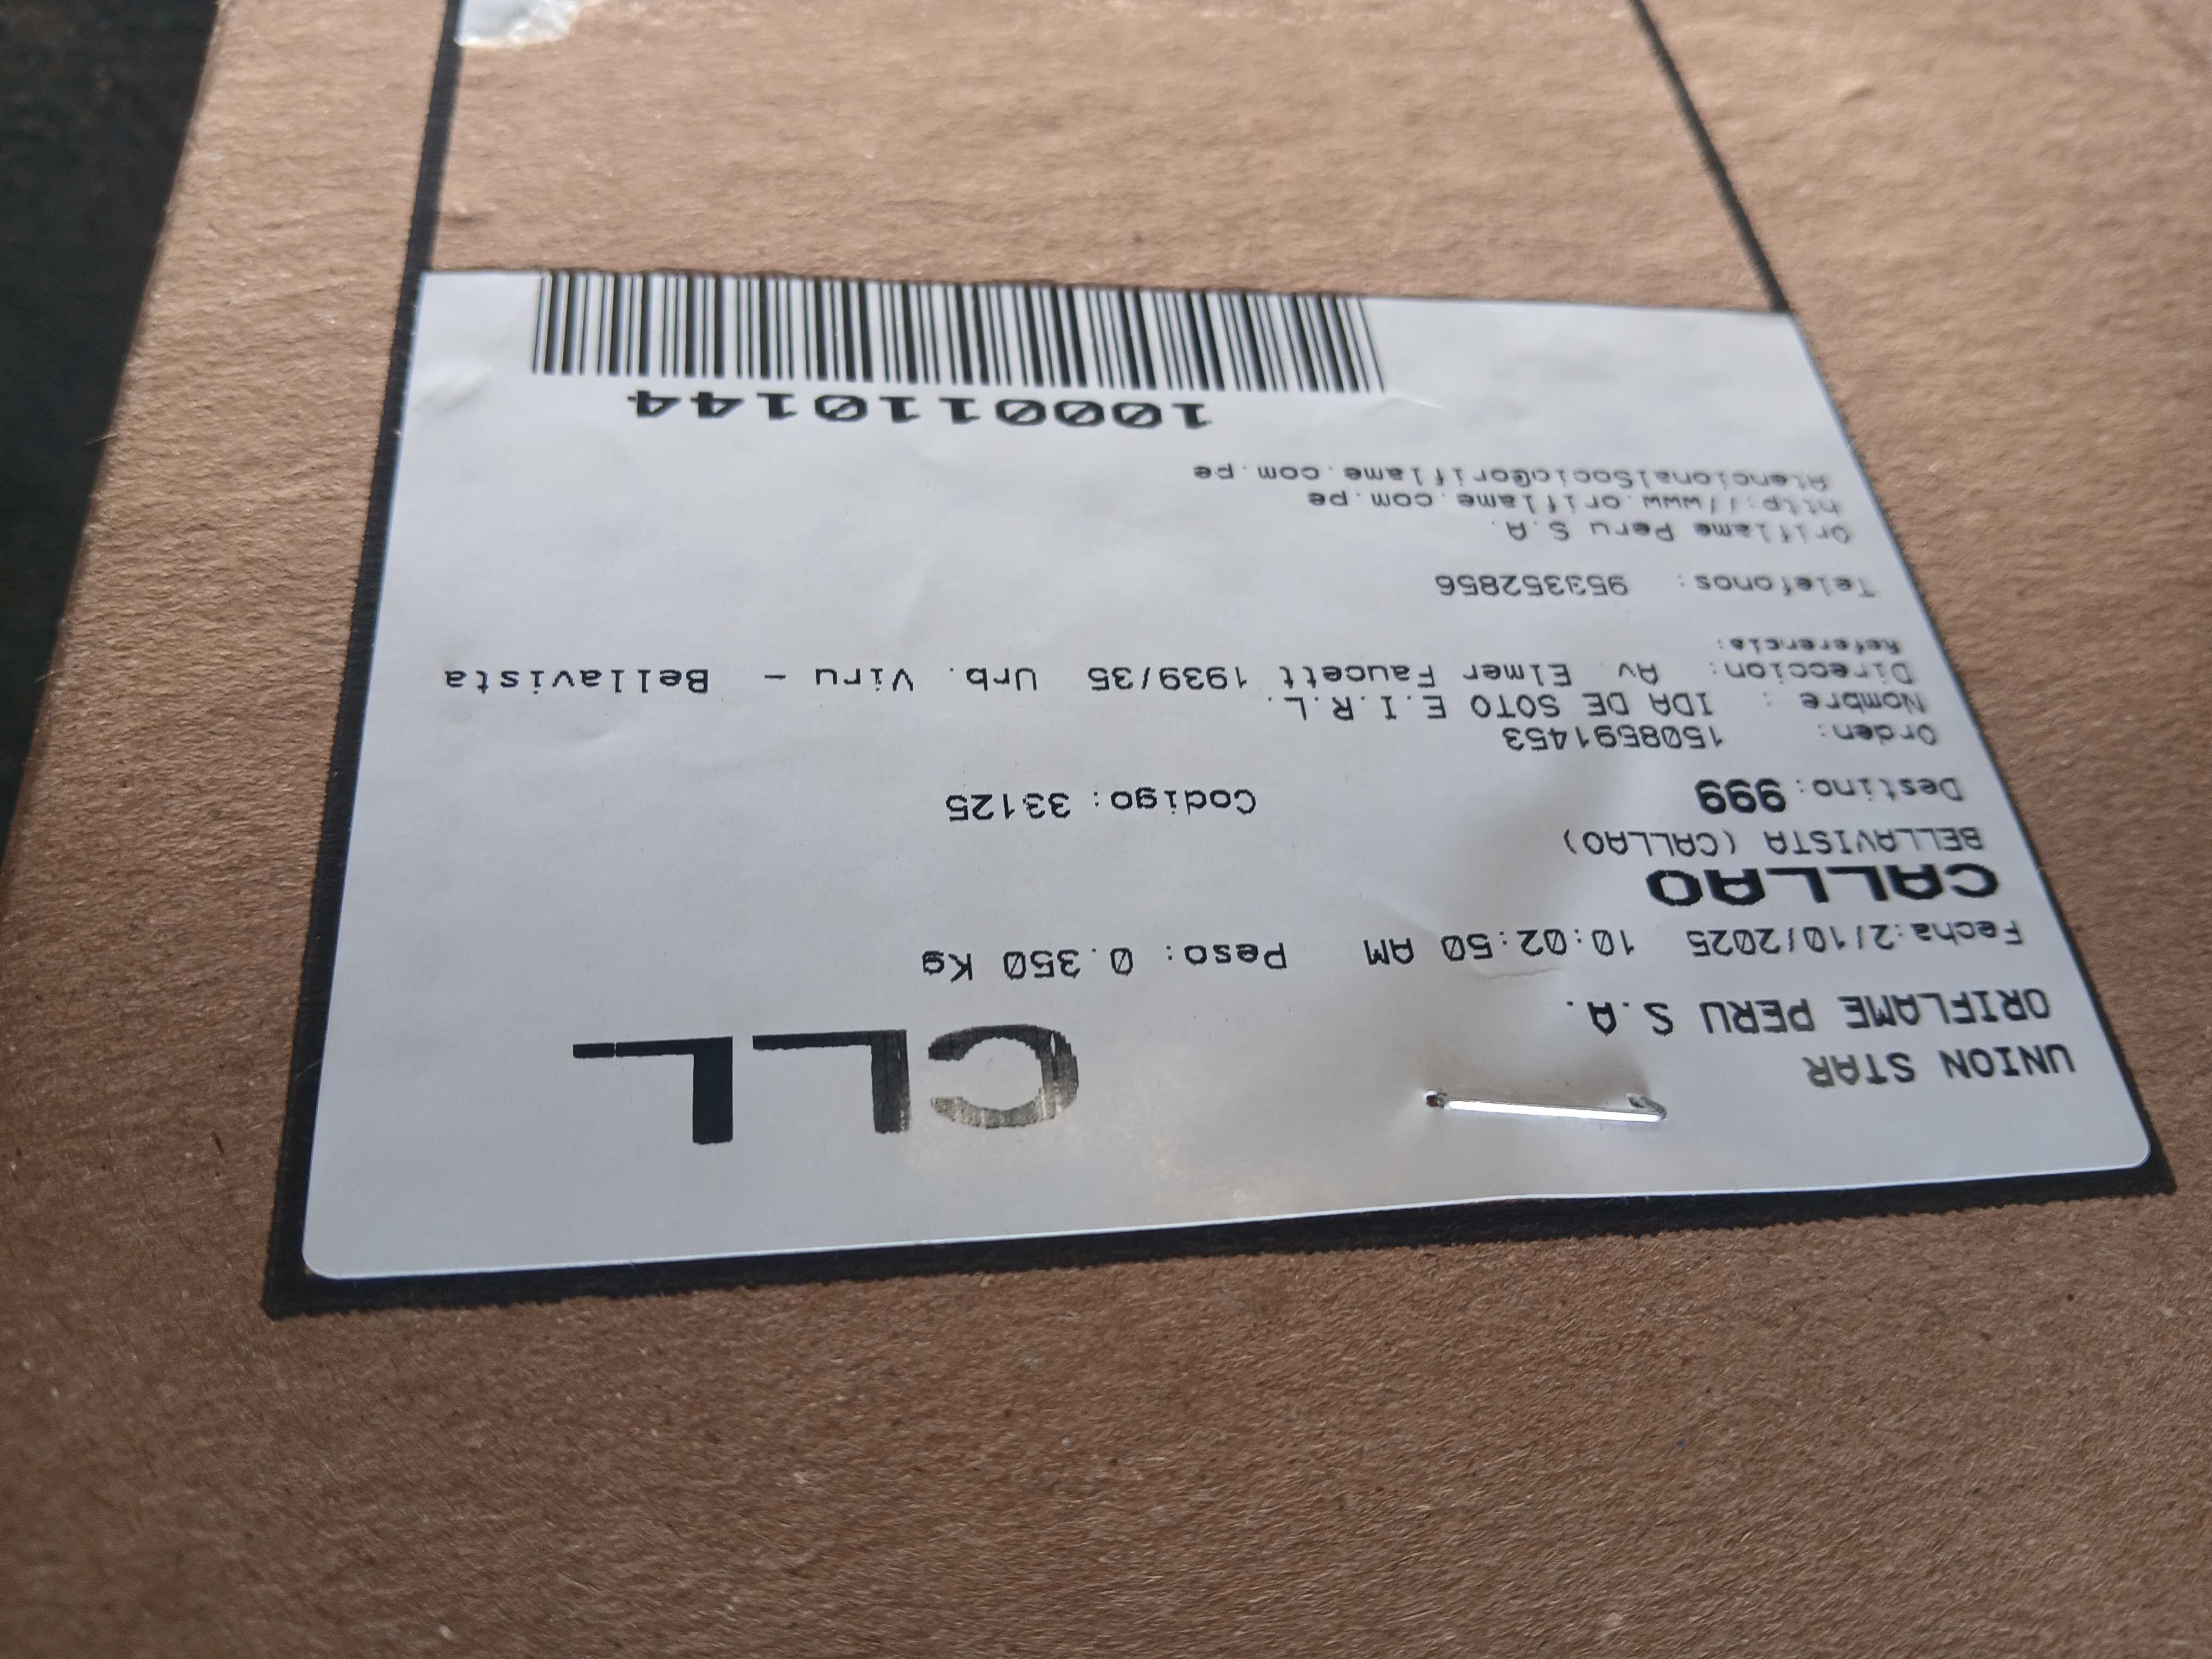 UNION STAR
ORIFLAME PERU S.A.
CLL
Fecha:2/10/2025 10:02:50 AM Peso: 0.350 Kg
CALLAO
BELLAVISTA (CALLAO)
Destino: 999 Codigo: 33125
Orden: 1508591453
Nombre : IDA DE SOTO E.I.R.L.
Direccion: Av. Elmer Faucett 1939/35 Urb. Viru - Bellavista
Referencia:
Telefonos: 953352856
Oriflame Peru S.A.
http://www.oriflame.com.pe
AtencionalSocio@oriflame.com.pe
10001110144